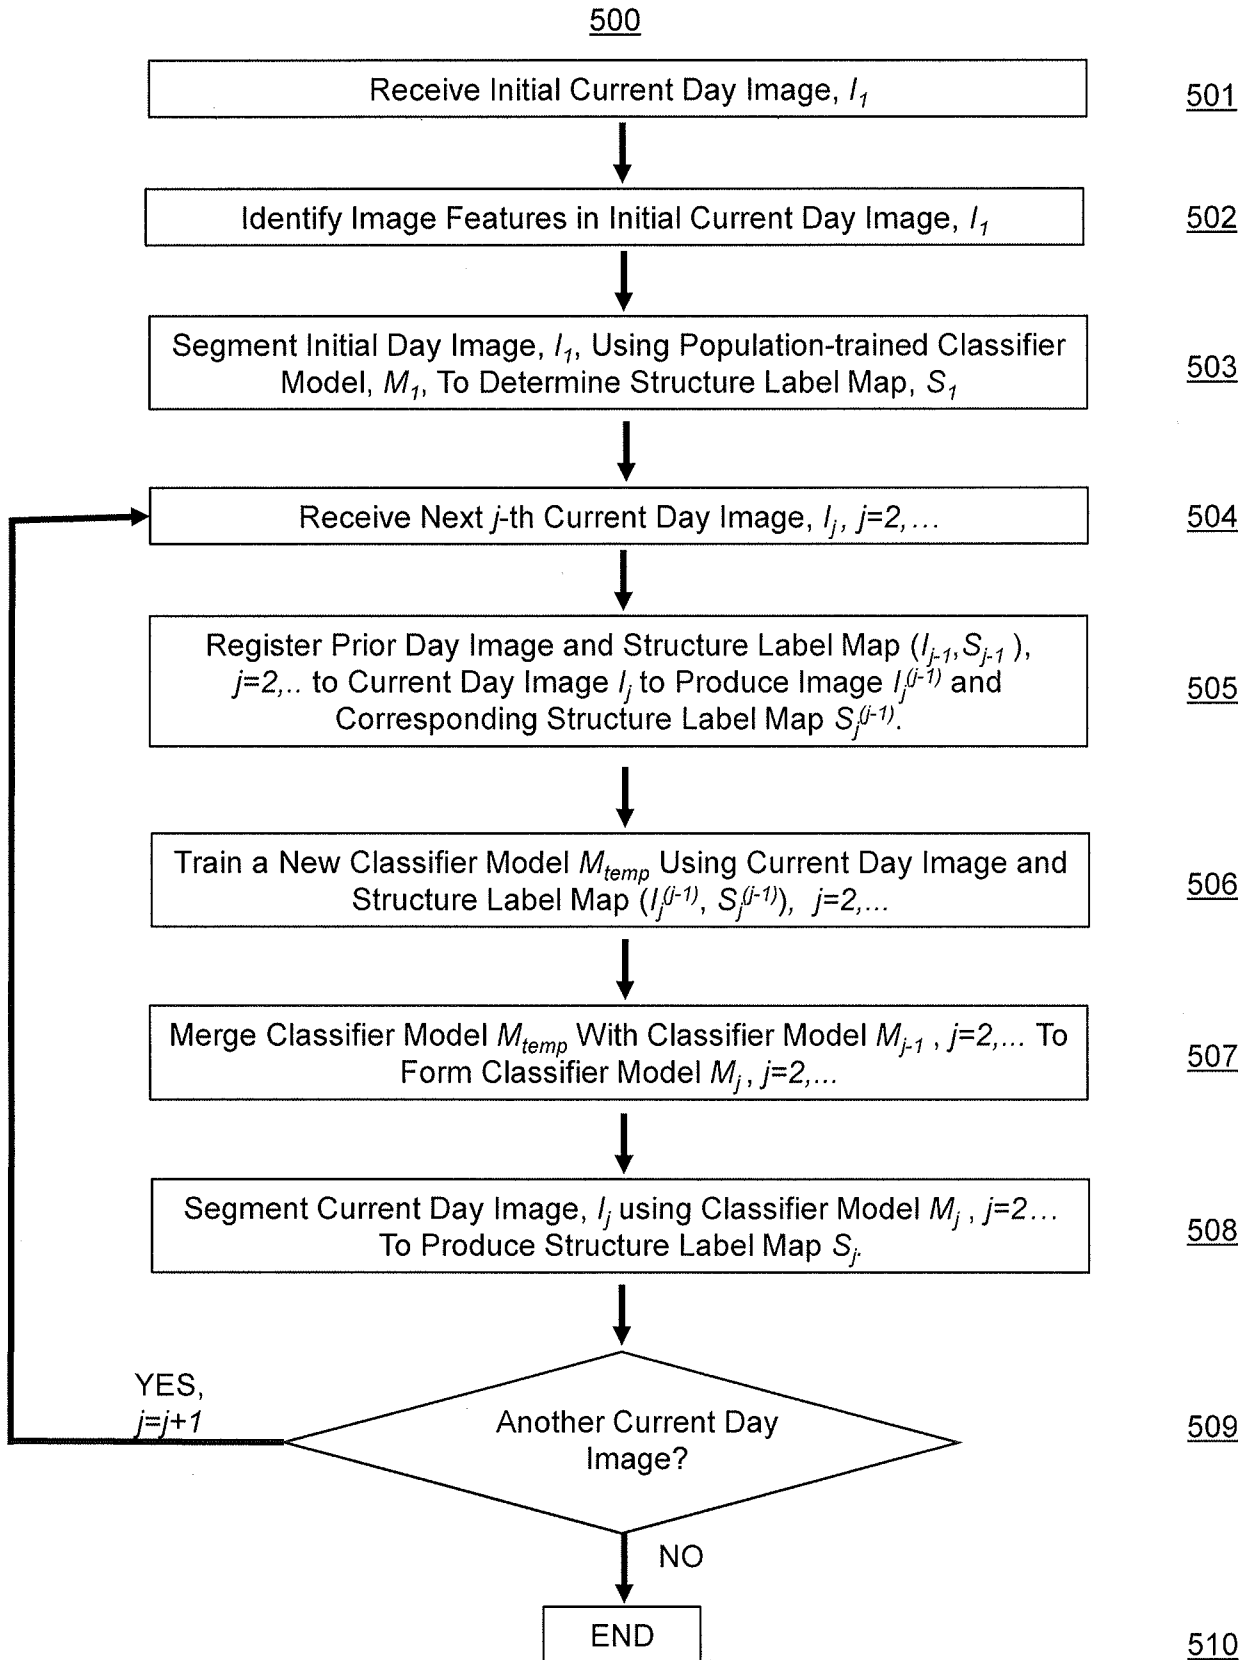 500
Receive Initial Current Day Image, I1
501
Identify Image Features in Initial Current Day Image, I1
502
Segment Initial Day Image, I1, Using Population-trained Classifier
Model, M1, To Determine Structure Label Map, S1
503
Receive Next j-th Current Day Image, Ij, j=2,...
504
Register Prior Day Image and Structure Label Map (Ij-1,Sj-1 ),
j=2,.. to Current Day Image Ij to Produce Image Ij(j-1) and
Corresponding Structure Label Map Sj(j-1).
505
Train a New Classifier Model Mtemp Using Current Day Image and
Structure Label Map (Ij(j-1), Sj(j-1)), j=2,...
506
Merge Classifier Model Mtemp With Classifier Model Mj-1 , j=2,... To
Form Classifier Model Mj, j=2,...
507
Segment Current Day Image, Ij using Classifier Model Mj , j=2...
To Produce Structure Label Map Sj.
508
YES,
j=j+1
Another Current Day
Image?
509
NO
END
510